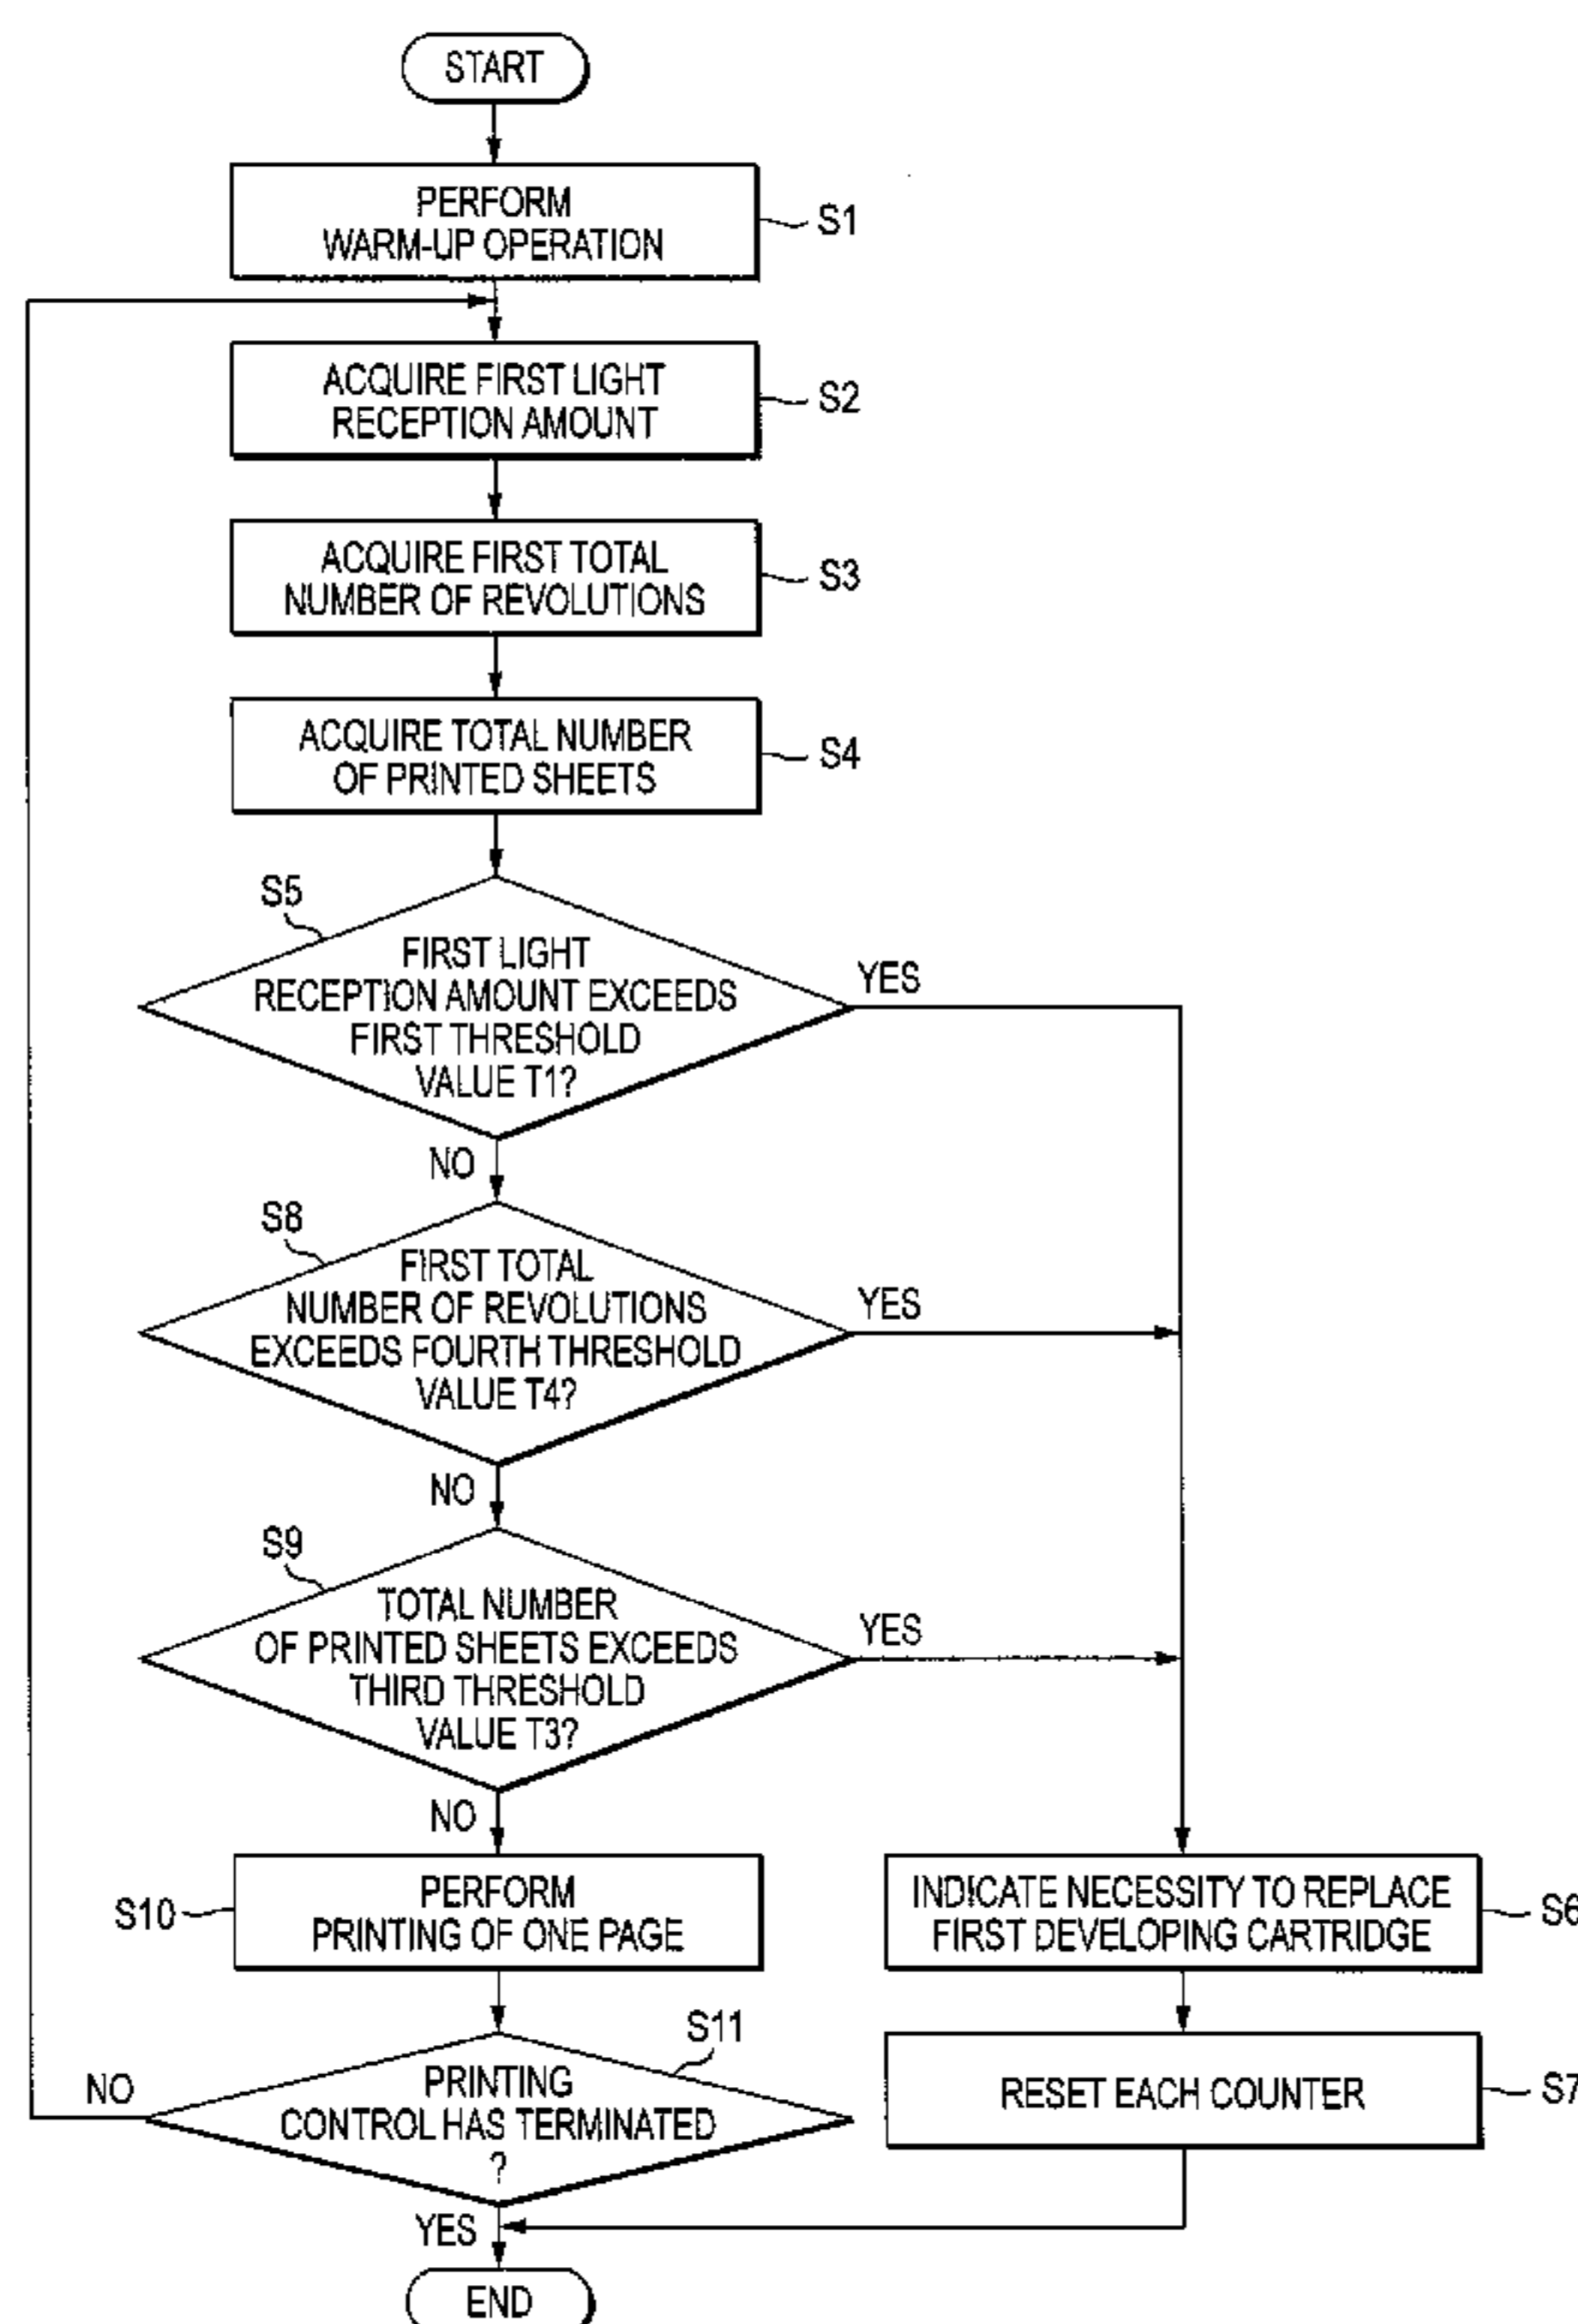 START
PERFORM
WARM-UP OPERATION
S1
ACQUIRE FIRST LIGHT
RECEPTION AMOUNT
S2
ACQUIRE FIRST TOTAL
NUMBER OF REVOLUTIONS
S3
ACQUIRE TOTAL NUMBER
OF PRINTED SHEETS
S4
S5
FIRST LIGHT
RECEPTION AMOUNT EXCEEDS
FIRST THRESHOLD
VALUE T1?
YES
NO
S8
FIRST TOTAL
NUMBER OF REVOLUTIONS
EXCEEDS FOURTH THRESHOLD
VALUE T4?
YES
NO
S9
TOTAL NUMBER
OF PRINTED SHEETS EXCEEDS
THIRD THRESHOLD
VALUE T3?
YES
NO
S10
PERFORM
PRINTING OF ONE PAGE
INDICATE NECESSITY TO REPLACE
FIRST DEVELOPING CARTRIDGE
S6
S11
PRINTING
CONTROL HAS TERMINATED
?
NO
RESET EACH COUNTER
S7
YES
END